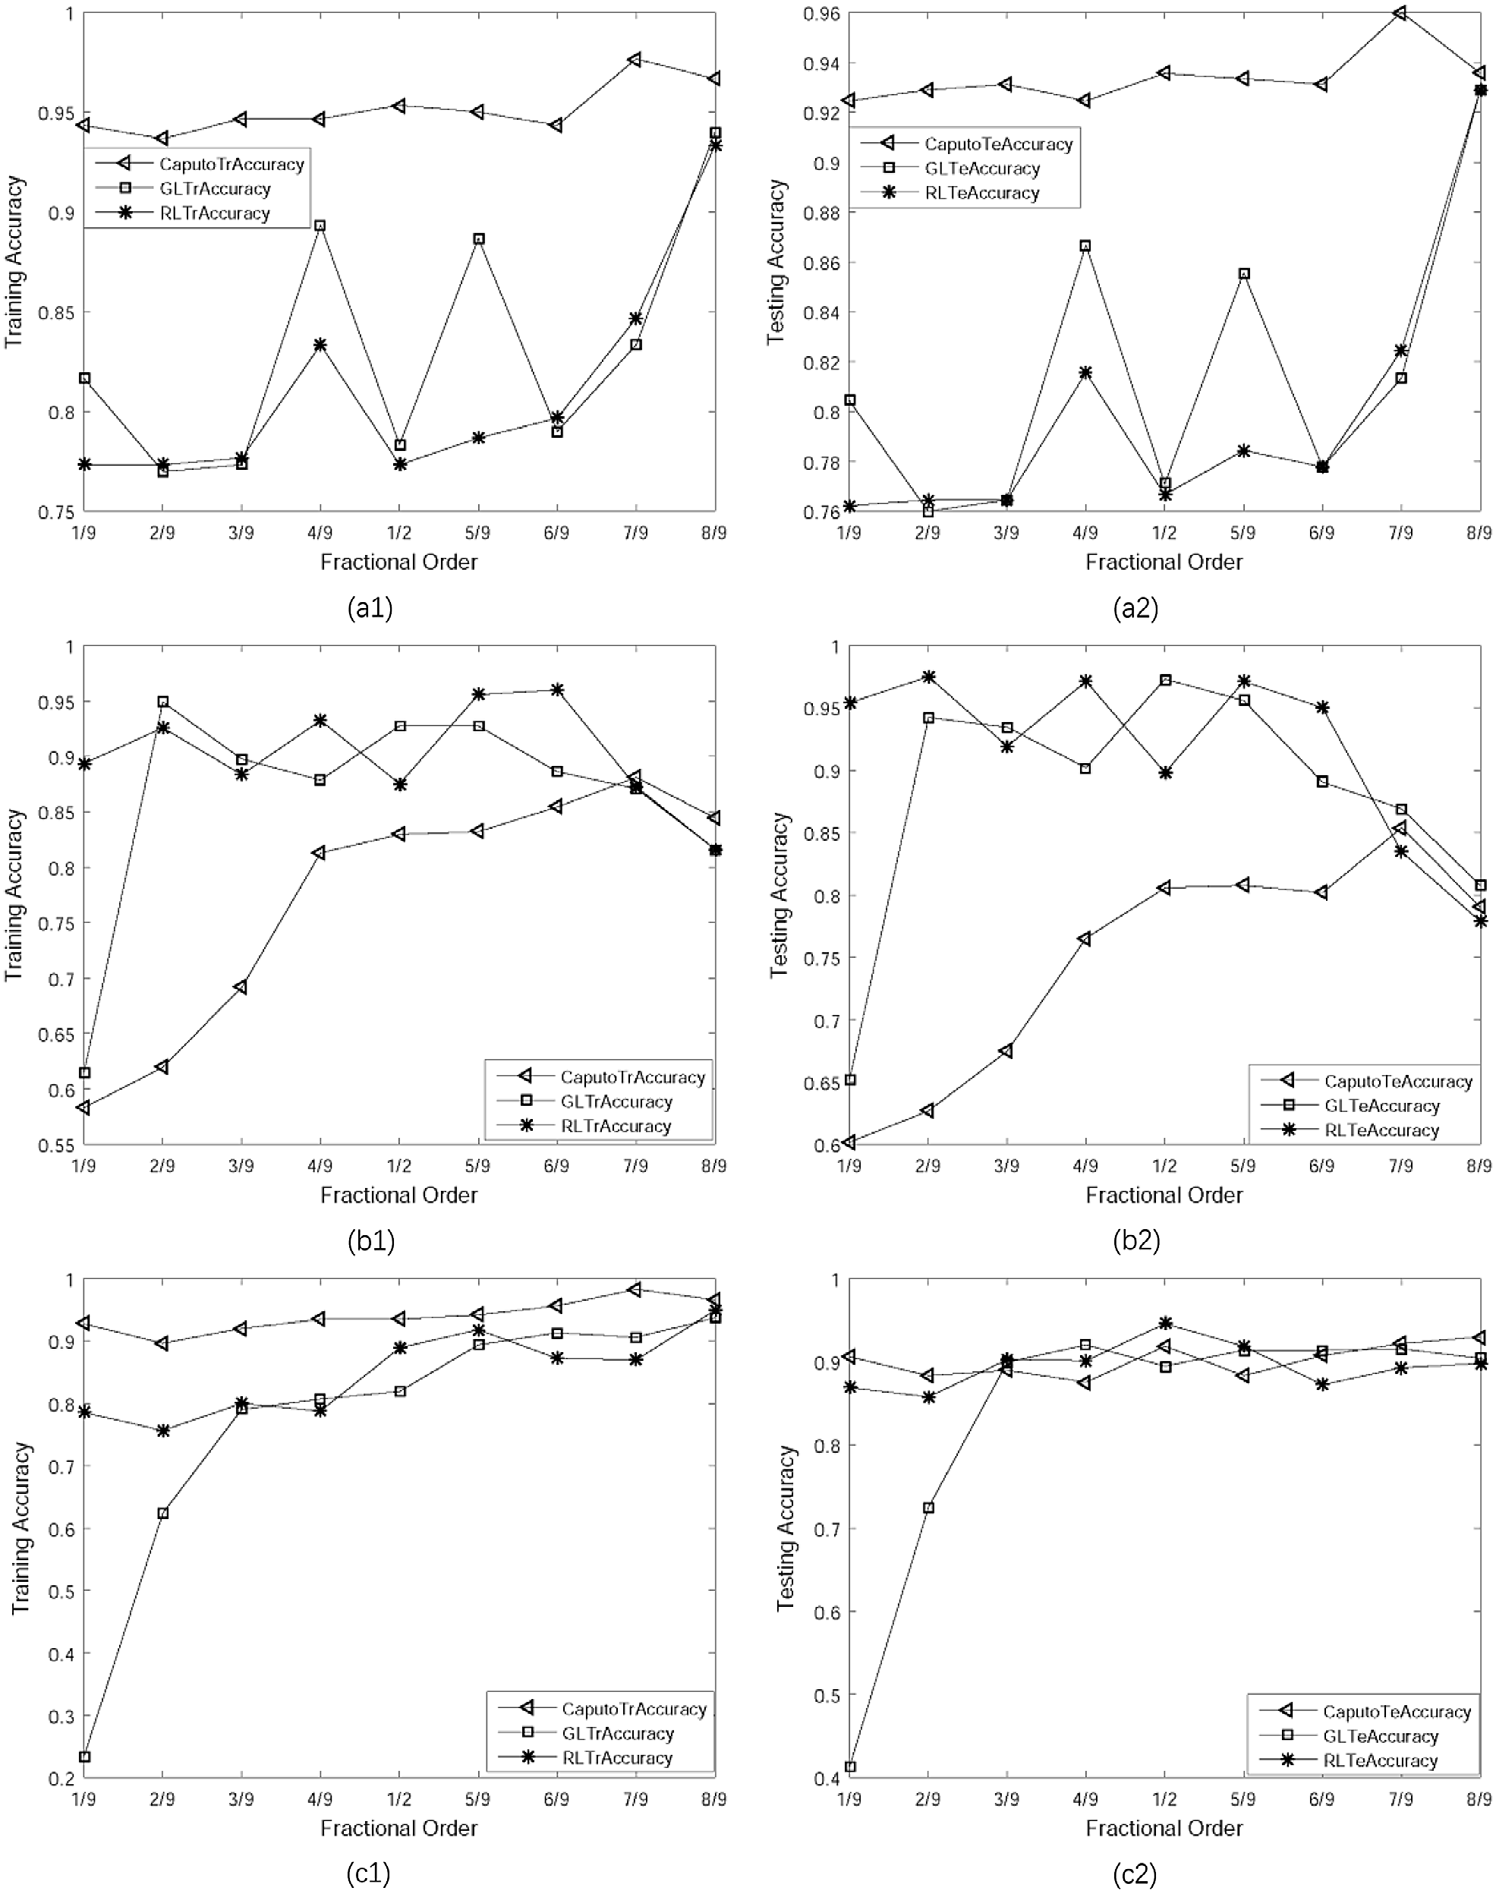 1
0.95
0.9
0.85
0.8
0.75
Training Accuracy
CaputoTrAccuracy
GLTrAccuracy
RLTrAccuracy
1/9 2/9 3/9 4/9 1/2 5/9 6/9 7/9 8/9
Fractional Order
(a1)
0.96
0.94
0.92
0.9
0.88
0.86
0.84
0.82
0.8
0.78
0.76
Testing Accuracy
CaputoTeAccuracy
GLTeAccuracy
RLTeAccuracy
1/9 2/9 3/9 4/9 1/2 5/9 6/9 7/9 8/9
Fractional Order
(a2)
1
0.95
0.9
0.85
0.8
0.75
0.7
0.65
0.6
0.55
Training Accuracy
CaputoTrAccuracy
GLTrAccuracy
RLTrAccuracy
1/9 2/9 3/9 4/9 1/2 5/9 6/9 7/9 8/9
Fractional Order
(b1)
1
0.95
0.9
0.85
0.8
0.75
0.7
0.65
0.6
Testing Accuracy
CaputoTeAccuracy
GLTeAccuracy
RLTeAccuracy
1/9 2/9 3/9 4/9 1/2 5/9 6/9 7/9 8/9
Fractional Order
(b2)
1
0.9
0.8
0.7
0.6
0.5
0.4
0.3
0.2
Training Accuracy
CaputoTrAccuracy
GLTrAccuracy
RLTrAccuracy
1/9 2/9 3/9 4/9 1/2 5/9 6/9 7/9 8/9
Fractional Order
(c1)
1
0.9
0.8
0.7
0.6
0.5
0.4
Testing Accuracy
CaputoTeAccuracy
GLTeAccuracy
RLTeAccuracy
1/9 2/9 3/9 4/9 1/2 5/9 6/9 7/9 8/9
Fractional Order
(c2)